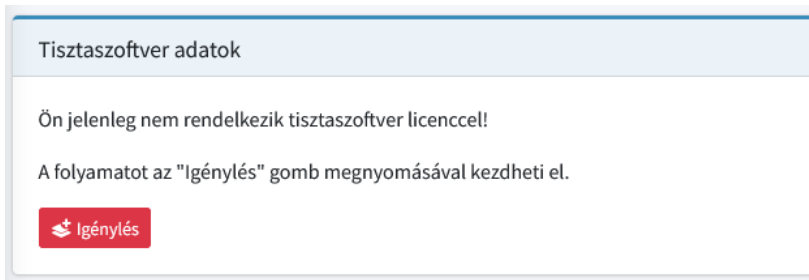 Tisztaszoftver adatok
Ön jelenleg nem rendelkezik tisztaszoftver licenccel!
A folyamatot az "Igénylés" gomb megnyomásával kezdheti el.
Igénylés